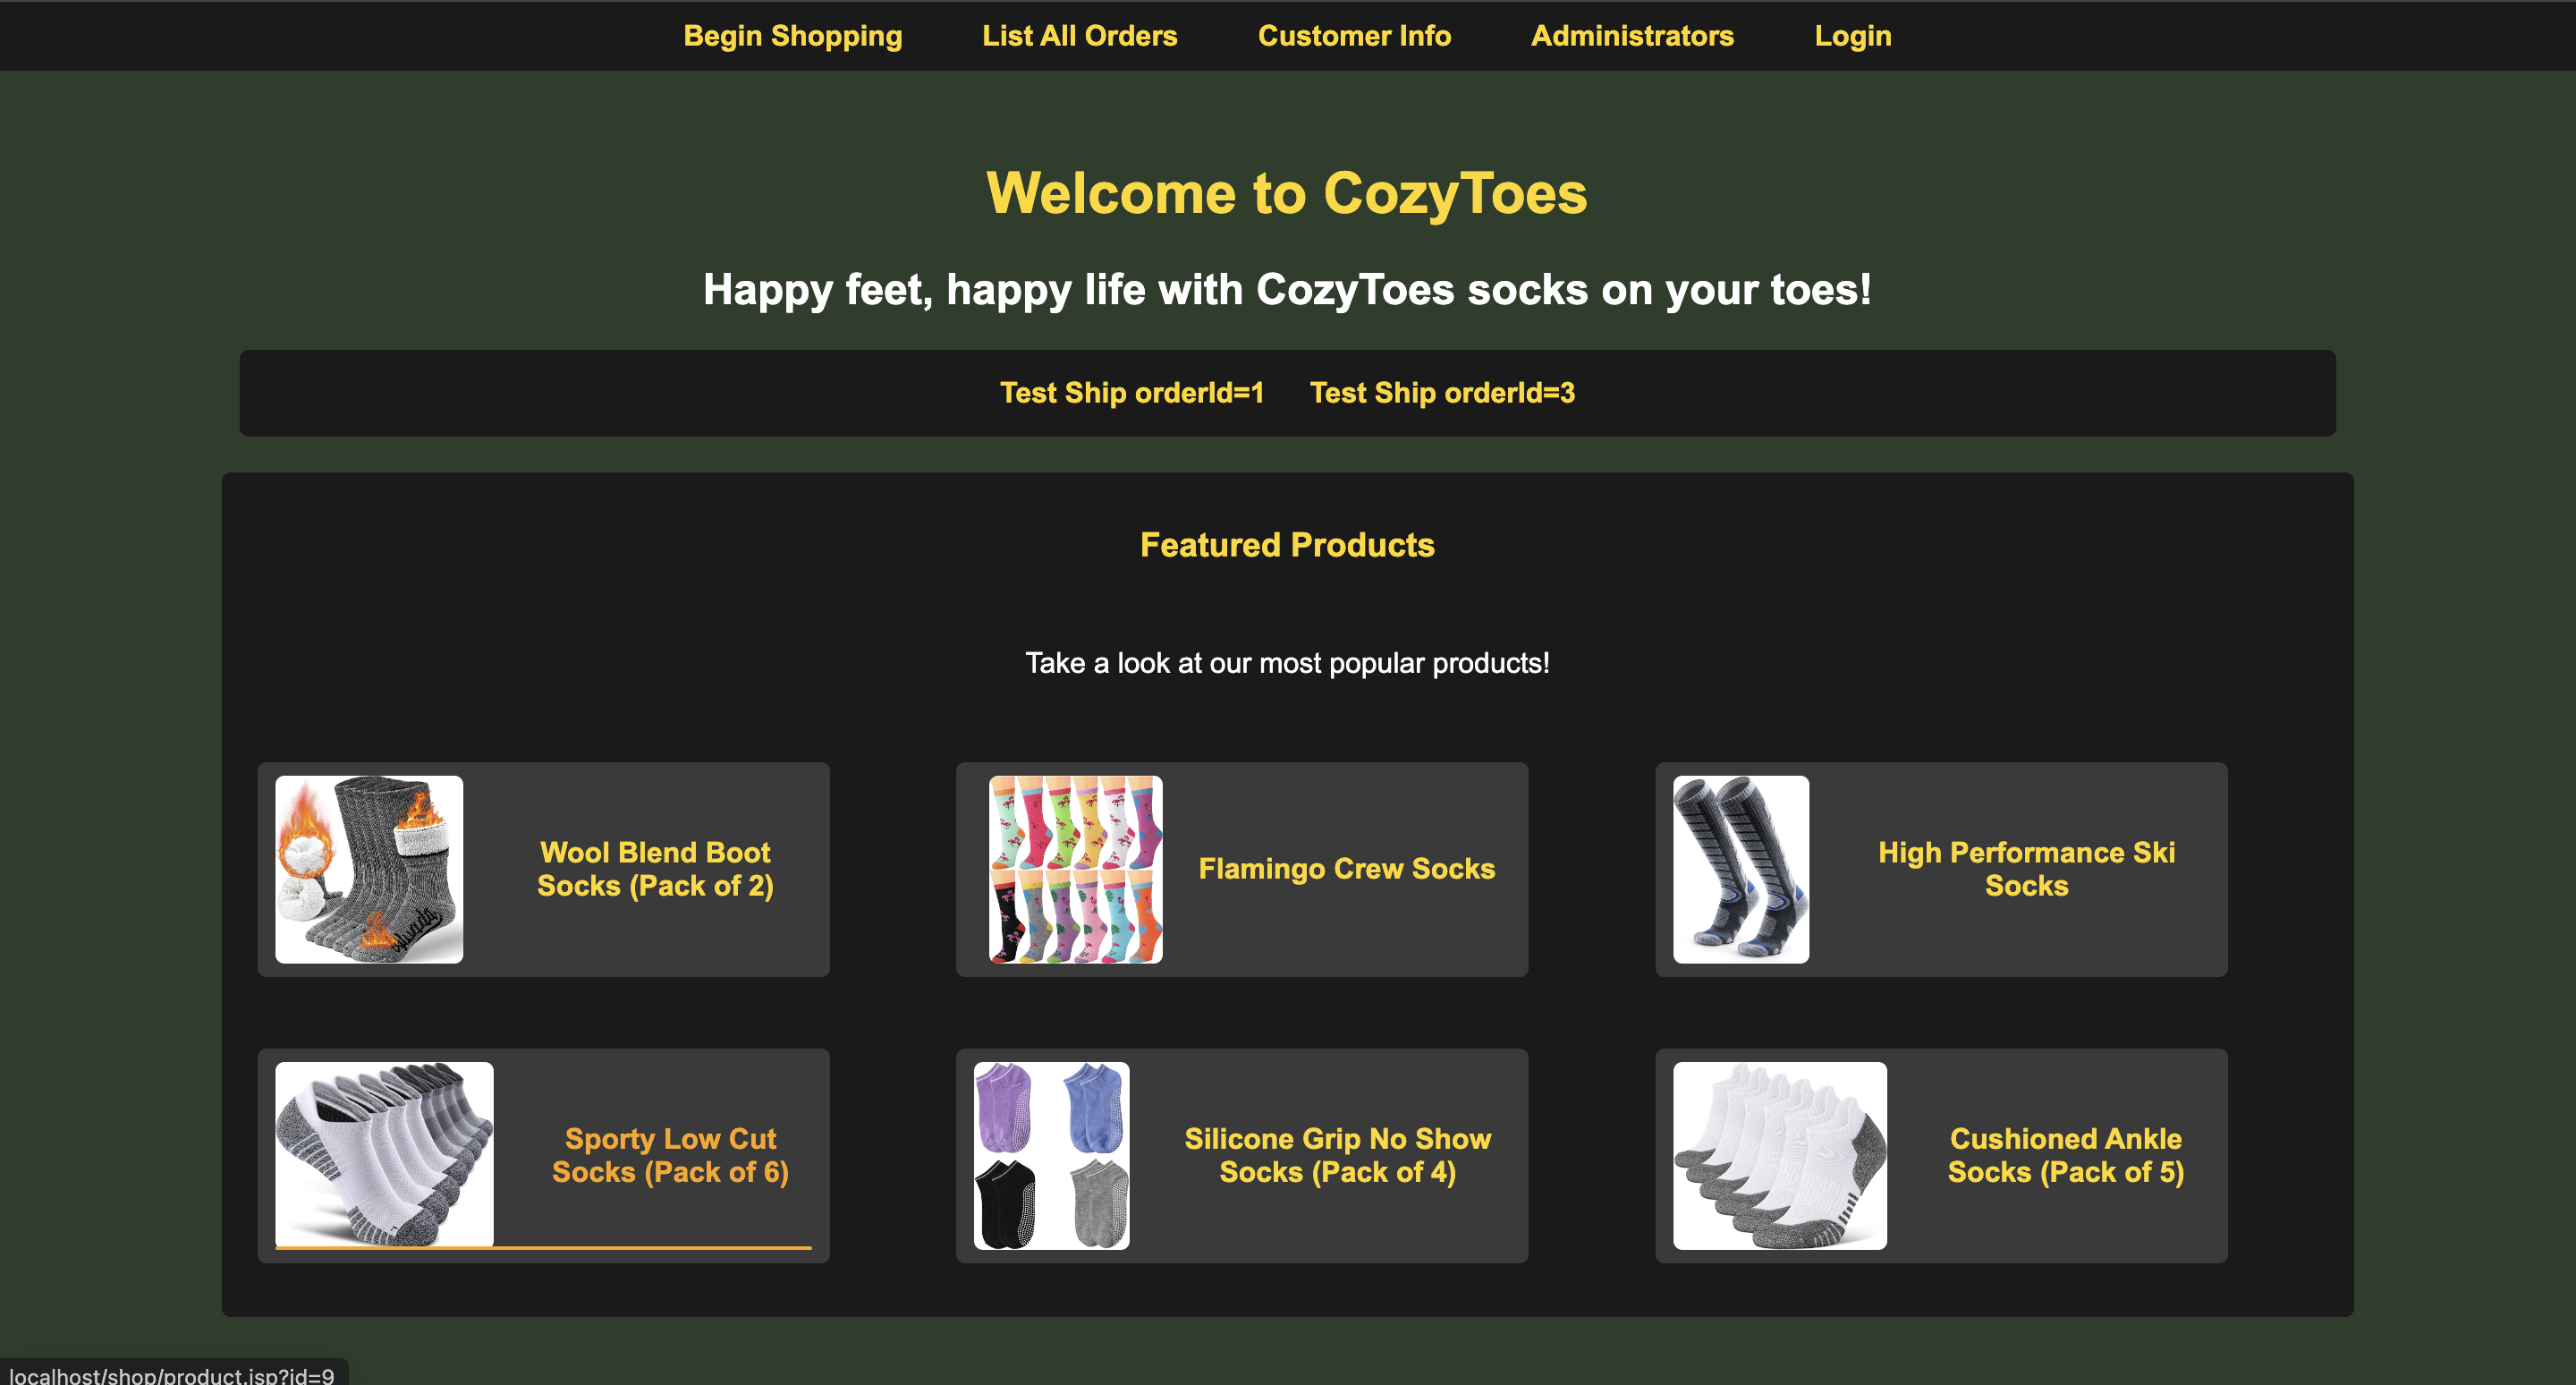 Begin Shopping List All Orders Customer Info Administrators Login
Welcome to CozyToes
Happy feet, happy life with CozyToes socks on your toes!
Test Ship orderId=1 Test Ship orderId=3
Featured Products
Take a look at our most popular products!
Wool Blend Boot
Socks (Pack of 2)
Flamingo Crew Socks
High Performance Ski
Socks
Sporty Low Cut
Socks (Pack of 6)
Silicone Grip No Show
Socks (Pack of 4)
Cushioned Ankle
Socks (Pack of 5)
localhost/shop/product.jsp?id=9